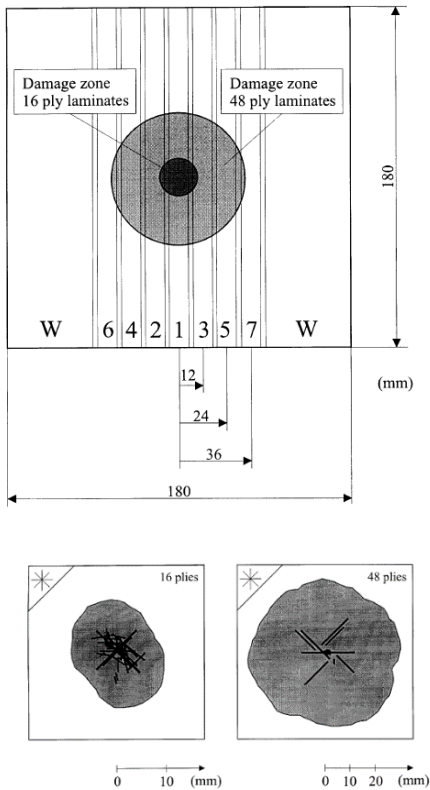 Damage zone
16 ply laminates
Damage zone
48 ply laminates
180
W 6 4 2 1 3 5 7 W
12
(mm)
24
36
180
16 plies
48 plies
0 10 (mm)
0 10 20 (mm)